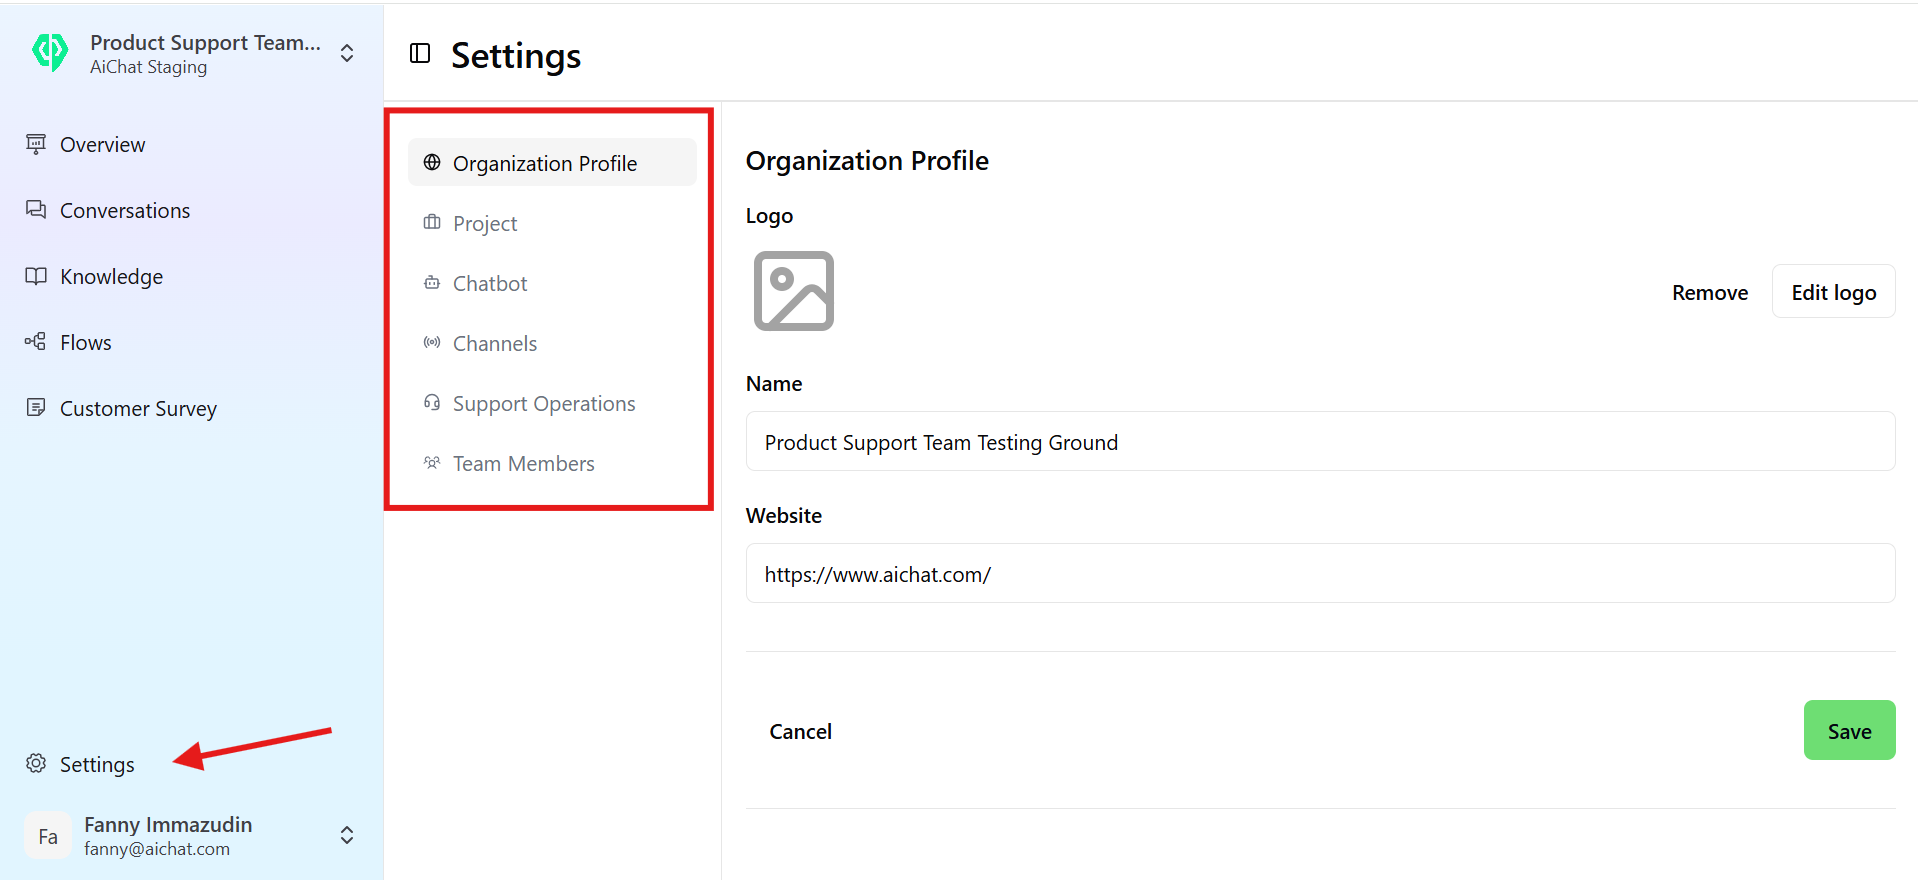 Product Support Team...
AiChat Staging
Overview
Conversations
Knowledge
Flows
Customer Survey
Settings
Fa
Fanny Immazudin
fanny@aichat.com
Settings
Organization Profile
Project
Chatbot
Channels
Support Operations
Team Members
Organization Profile
Logo
Remove
Edit logo
Name
Product Support Team Testing Ground
Website
https://www.aichat.com/
Cancel
Save